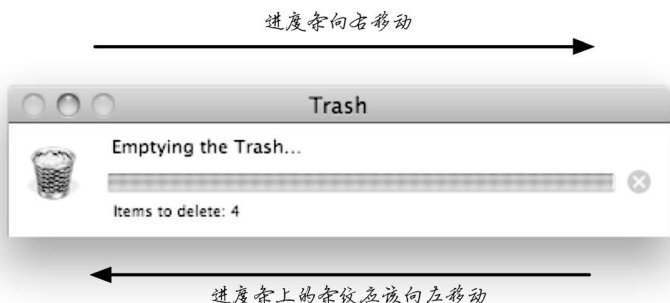 进度条向右移动
Trash
Emptying the Trash...
Items to delete: 4
进度条上的条纹应该向左移动